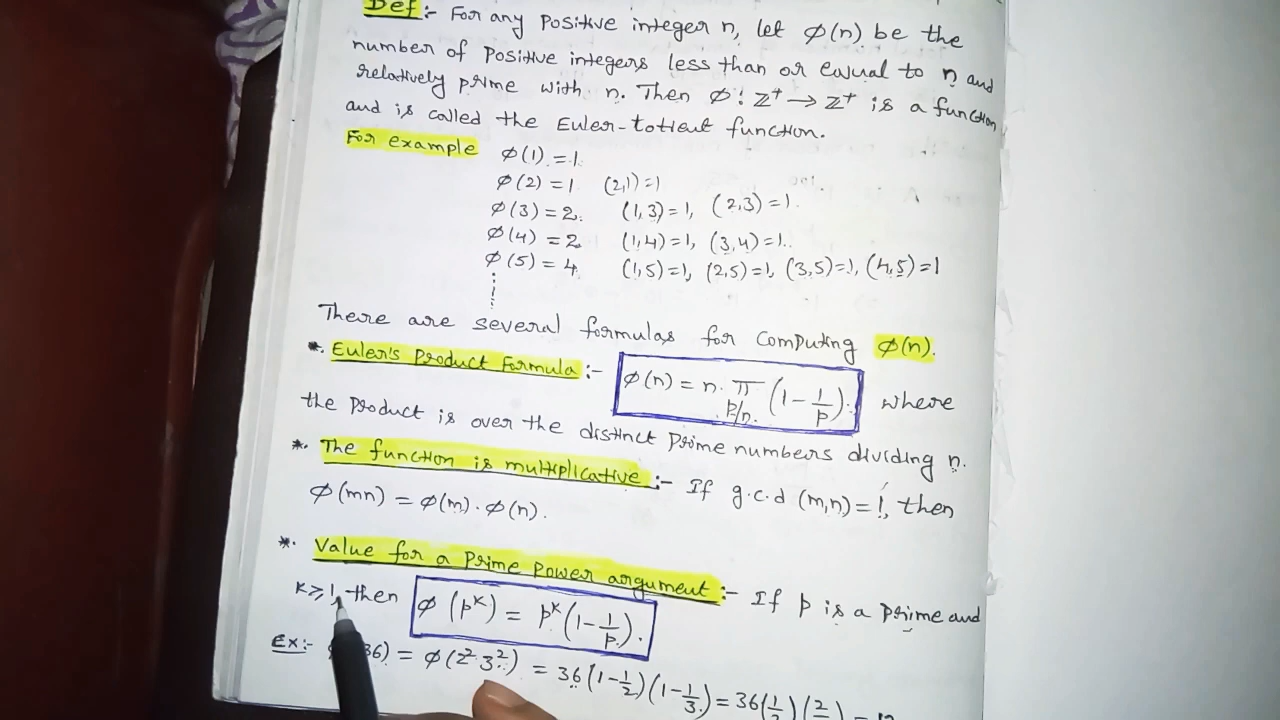 Def :- For any positive integer n, let ϕ(n) be the
number of positive integers less than or equal to n and
relatively prime with n. Then ϕ : Z⁺ → Z⁺ is a function
and is called the Euler-totient function.
For example ϕ(1) = 1.
ϕ(2) = 1 (2,1) = 1
ϕ(3) = 2. (1,3) = 1, (2,3) = 1.
ϕ(4) = 2 (1,4) = 1, (3,4) = 1.
ϕ(5) = 4. (1,5) = 1, (2,5) = 1, (3,5) = 1, (4,5) = 1
There are several formulas for computing ϕ(n).
*. Euler's Product Formula :- ϕ(n) = n. π (1 - 1/p). where
p/n.
the product is over the distinct prime numbers dividing n.
*. The function is multiplicative :- If g.c.d (m,n) = 1, then
ϕ(mn) = ϕ(m) . ϕ(n).
*. Value for a prime power argument :- If p is a prime and
K ≥ 1, then ϕ (pᴷ) = pᴷ (1 - 1/p).
Ex:- 36) = ϕ(2² 3²) = 36(1 - 1/2)(1 - 1/3) = 36(1/2)(2/